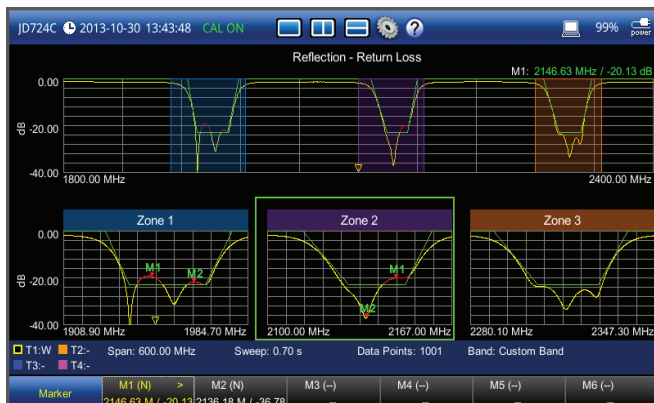 JD724C 2013-10-30 13:43:48 CAL ON 99% power
Reflection - Return Loss
M1: 2146.63 MHz / -20.13 dB
0.00
dB
-20.00
-40.00
1800.00 MHz 2400.00 MHz
Zone 1 Zone 2 Zone 3
0.00
M1 M2 M1
dB
-20.00
M2
-40.00
1908.90 MHz 1984.70 MHz 2100.00 MHz 2167.00 MHz 2280.10 MHz 2347.30 MHz
T1:W T2:- Span: 600.00 MHz Sweep: 0.70 s Data Points: 1001 Band: Custom Band
T3:- T4:-
Marker M1 (N) > M2 (N) M3 (--) M4 (--) M5 (--) M6 (--)
2146.63 M / -20.13 2136.18 M / -36.78 -- -- -- --